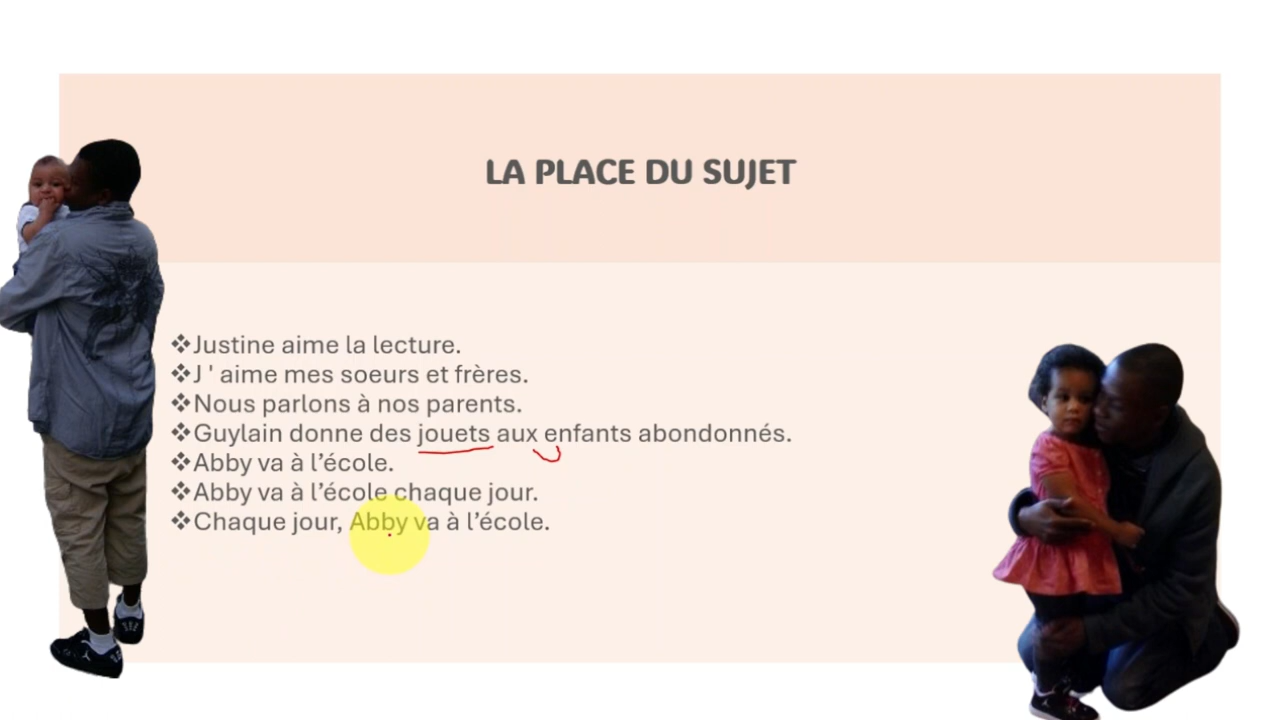 LA PLACE DU SUJET
❖Justine aime la lecture.
❖J ' aime mes soeurs et frères.
❖Nous parlons à nos parents.
❖Guylain donne des jouets aux enfants abondonnés.
❖Abby va à l’école.
❖Abby va à l’école chaque jour.
❖Chaque jour, Abby va à l’école.